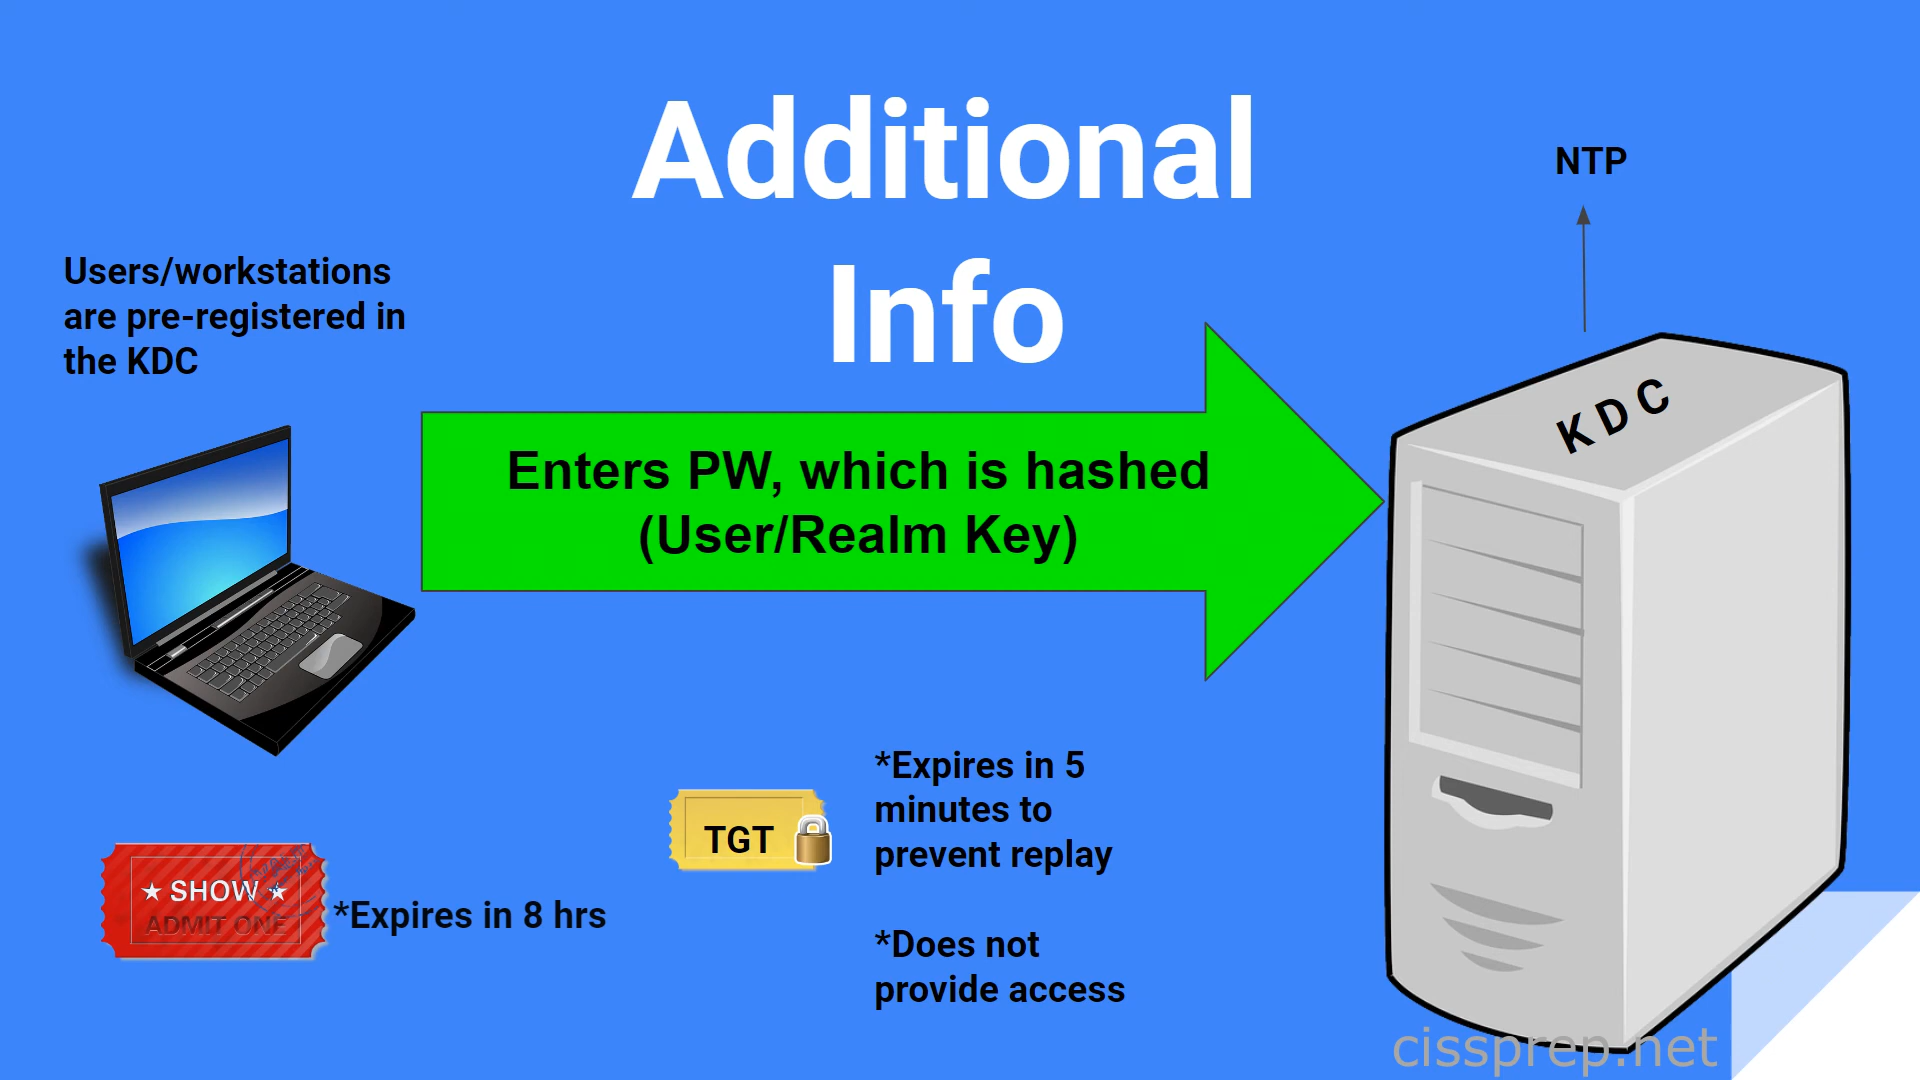 Additional
Info
NTP
Users/workstations
are pre-registered in
the KDC
K D C
Enters PW, which is hashed
(User/Realm Key)
*Expires in 5
minutes to
prevent replay
TGT
★ SHOW ★
ADMIT ONE
*Expires in 8 hrs
*Does not
provide access
cissprep.net